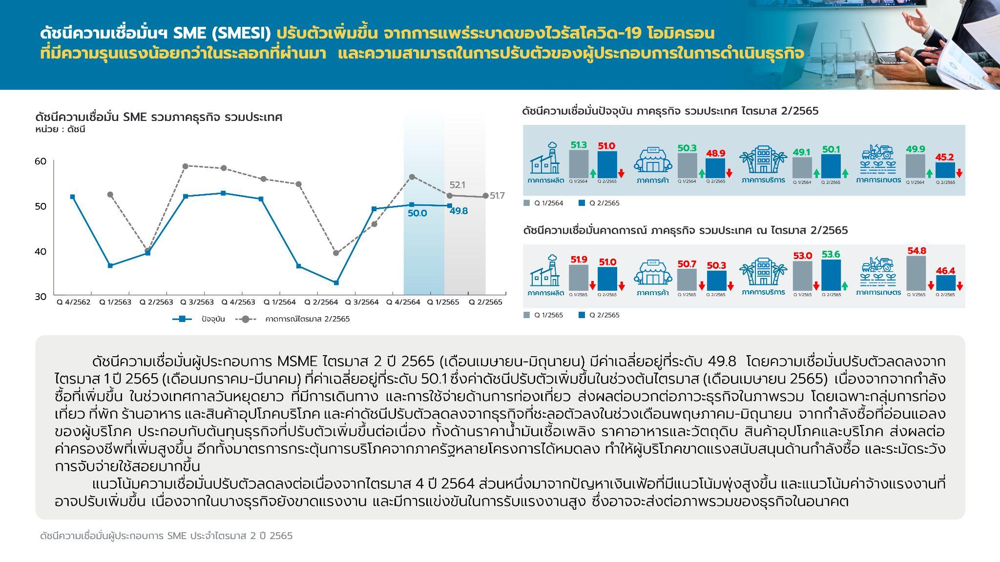 ดัชนีความเชื่อมั่นฯ SME (SMESI) ปรับตัวเพิ่มขึ้น จากการแพร่ระบาดของไวรัสโควิด-19 โอมิครอน
ที่มีความรุนแรงน้อยกว่าในระลอกที่ผ่านมา และความสามารถในการปรับตัวของผู้ประกอบการในการดำเนินธุรกิจ
ดัชนีความเชื่อมั่น SME รวมภาคธุรกิจ รวมประเทศ
หน่วย : ดัชนี
60
50
40
30
52.1
51.7
50.0
49.8
Q 4/2562 Q 1/2563 Q 2/2563 Q 3/2563 Q 4/2563 Q 1/2564 Q 2/2564 Q 3/2564 Q 4/2564 Q 1/2565 Q 2/2565
ปัจจุบัน คาดการณ์ไตรมาส 2/2565
ดัชนีความเชื่อมั่นปัจจุบัน ภาคธุรกิจ รวมประเทศ ไตรมาส 2/2565
51.3 51.0 50.3 48.9 49.1 50.1 49.9 45.2
SHOP
ภาคการผลิต Q 1/2564 Q 2/2565 ภาคการค้า Q 1/2564 Q 2/2565 ภาคการบริการ Q 1/2564 Q 2/2565 ภาคการเกษตร Q 1/2564 Q 2/2565
Q 1/2564 Q 2/2565
ดัชนีความเชื่อมั่นคาดการณ์ ภาคธุรกิจ รวมประเทศ ณ ไตรมาส 2/2565
51.9 51.0 50.7 50.3 53.0 53.6 54.8 46.4
SHOP
ภาคการผลิต Q 1/2565 Q 2/2565 ภาคการค้า Q 1/2565 Q 2/2565 ภาคการบริการ Q 1/2565 Q 2/2565 ภาคการเกษตร Q 1/2565 Q 2/2565
Q 1/2565 Q 2/2565
ดัชนีความเชื่อมั่นผู้ประกอบการ MSME ไตรมาส 2 ปี 2565 (เดือนเมษายน-มิถุนายน) มีค่าเฉลี่ยอยู่ที่ระดับ 49.8 โดยความเชื่อมั่นปรับตัวลดลงจาก
ไตรมาส 1 ปี 2565 (เดือนมกราคม-มีนาคม) ที่ค่าเฉลี่ยอยู่ที่ระดับ 50.1 ซึ่งค่าดัชนีปรับตัวเพิ่มขึ้นในช่วงต้นไตรมาส (เดือนเมษายน 2565) เนื่องจากจากกำลัง
ซื้อที่เพิ่มขึ้น ในช่วงเทศกาลวันหยุดยาว ที่มีการเดินทาง และการใช้จ่ายด้านการท่องเที่ยว ส่งผลต่อบวกต่อภาวะธุรกิจในภาพรวม โดยเฉพาะกลุ่มการท่อง
เที่ยว ที่พัก ร้านอาหาร และสินค้าอุปโภคบริโภค และค่าดัชนีปรับตัวลดลงจากธุรกิจที่ชะลอตัวลงในช่วงเดือนพฤษภาคม-มิถุนายน จากกำลังซื้อที่อ่อนแอลง
ของผู้บริโภค ประกอบกับต้นทุนธุรกิจที่ปรับตัวเพิ่มขึ้นต่อเนื่อง ทั้งด้านราคาน้ำมันเชื้อเพลิง ราคาอาหารและวัตถุดิบ สินค้าอุปโภคและบริโภค ส่งผลต่อ
ค่าครองชีพที่เพิ่มสูงขึ้น อีกทั้งมาตรการกระตุ้นการบริโภคจากภาครัฐหลายโครงการได้หมดลง ทำให้ผู้บริโภคขาดแรงสนับสนุนด้านกำลังซื้อ และระมัดระวัง
การจับจ่ายใช้สอยมากขึ้น
แนวโน้มความเชื่อมั่นปรับตัวลดลงต่อเนื่องจากไตรมาส 4 ปี 2564 ส่วนหนึ่งมาจากปัญหาเงินเฟ้อที่มีแนวโน้มพุ่งสูงขึ้น และแนวโน้มค่าจ้างแรงงานที่
อาจปรับเพิ่มขึ้น เนื่องจากในบางธุรกิจยังขาดแรงงาน และมีการแข่งขันในการรับแรงงานสูง ซึ่งอาจจะส่งต่อภาพรวมของธุรกิจในอนาคต
ดัชนีความเชื่อมั่นผู้ประกอบการ SME ประจำไตรมาส 2 ปี 2565